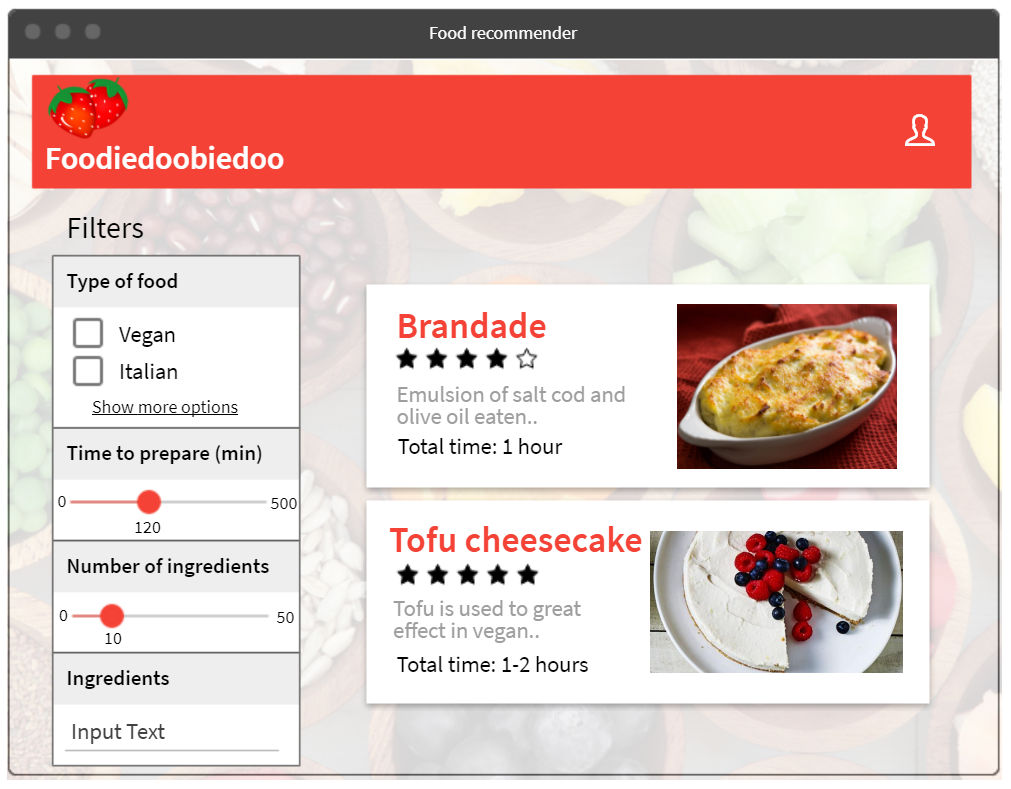 Food recommender
Foodiedoobiedoo
Filters
Type of food
Vegan
Italian
Show more options
Time to prepare (min)
0
500
120
Number of ingredients
0
50
10
Ingredients
Input Text
Brandade
Emulsion of salt cod and
olive oil eaten..
Total time: 1 hour
Tofu cheesecake
Tofu is used to great
effect in vegan..
Total time: 1-2 hours